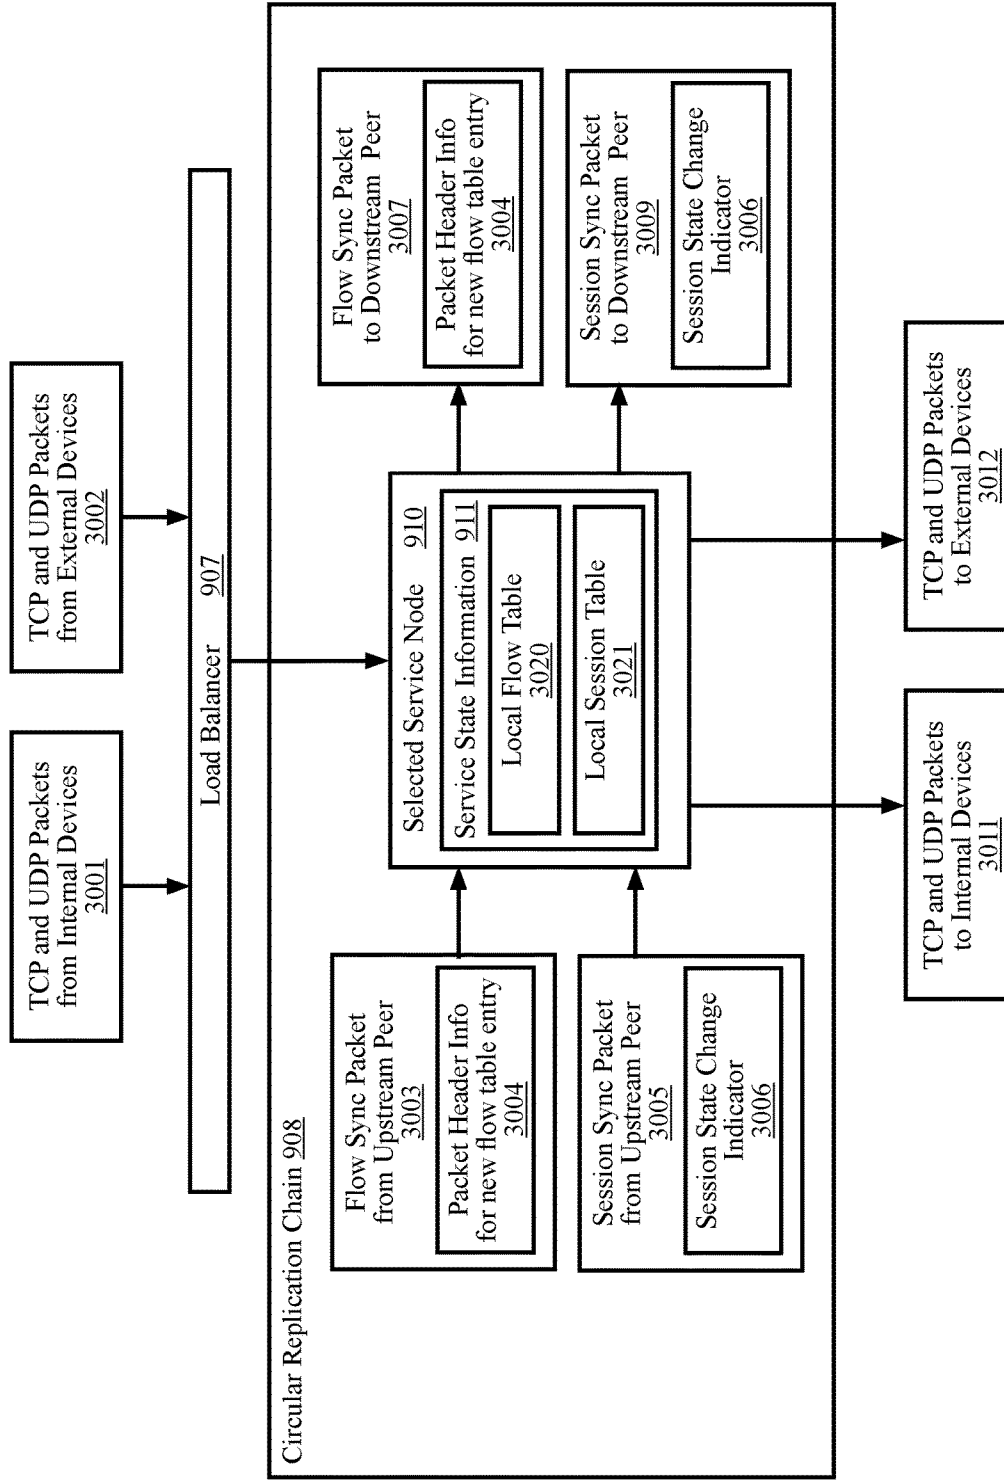 TCP and UDP Packets
from Internal Devices
3001
TCP and UDP Packets
from External Devices
3002
Load Balancer 907
Circular Replication Chain 908
Flow Sync Packet
from Upstream Peer
3003
Packet Header Info
for new flow table entry
3004
Session Sync Packet
from Upstream Peer
3005
Session State Change
Indicator
3006
Selected Service Node 910
Service State Information 911
Local Flow Table
3020
Local Session Table
3021
Flow Sync Packet
to Downstream Peer
3007
Packet Header Info
for new flow table entry
3004
Session Sync Packet
to Downstream Peer
3009
Session State Change
Indicator
3006
TCP and UDP Packets
to Internal Devices
3011
TCP and UDP Packets
to External Devices
3012